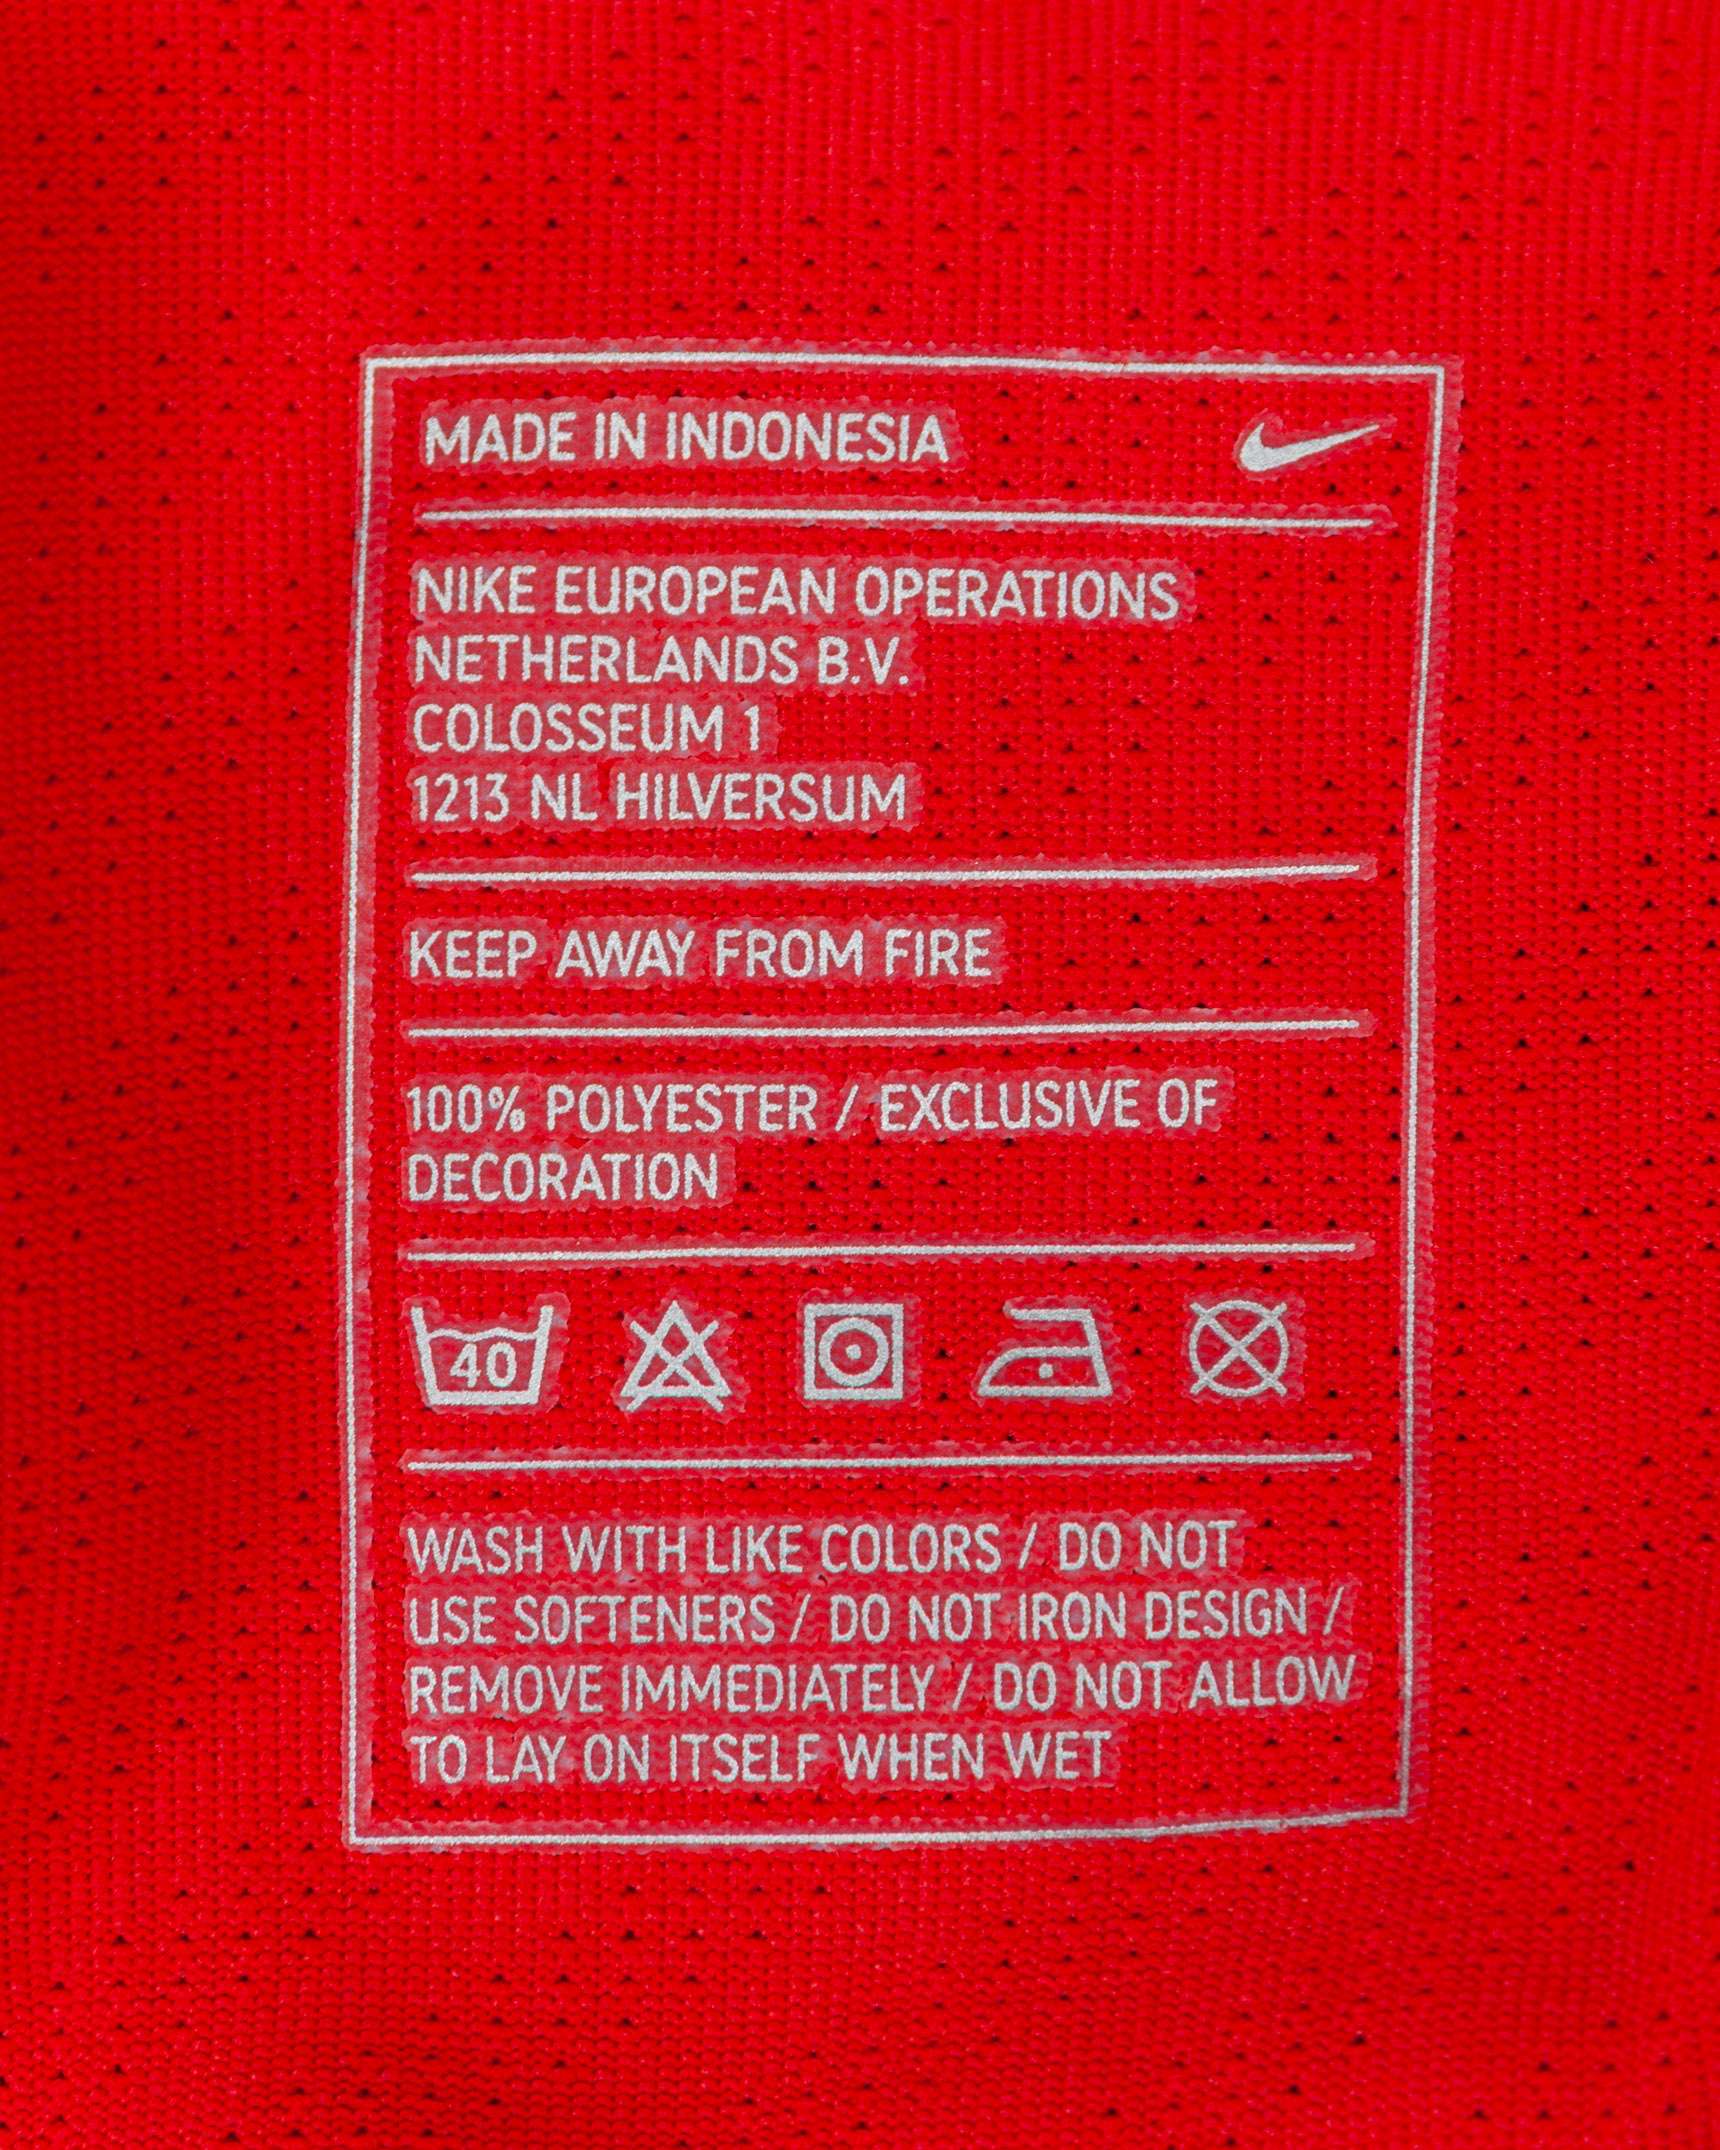 MADE IN INDONESIA
NIKE EUROPEAN OPERATIONS
NETHERLANDS B.V.
COLOSSEUM 1
1213 NL HILVERSUM
KEEP AWAY FROM FIRE
100% POLYESTER / EXCLUSIVE OF
DECORATION
40
WASH WITH LIKE COLORS / DO NOT
USE SOFTENERS / DO NOT IRON DESIGN /
REMOVE IMMEDIATELY / DO NOT ALLOW
TO LAY ON ITSELF WHEN WET